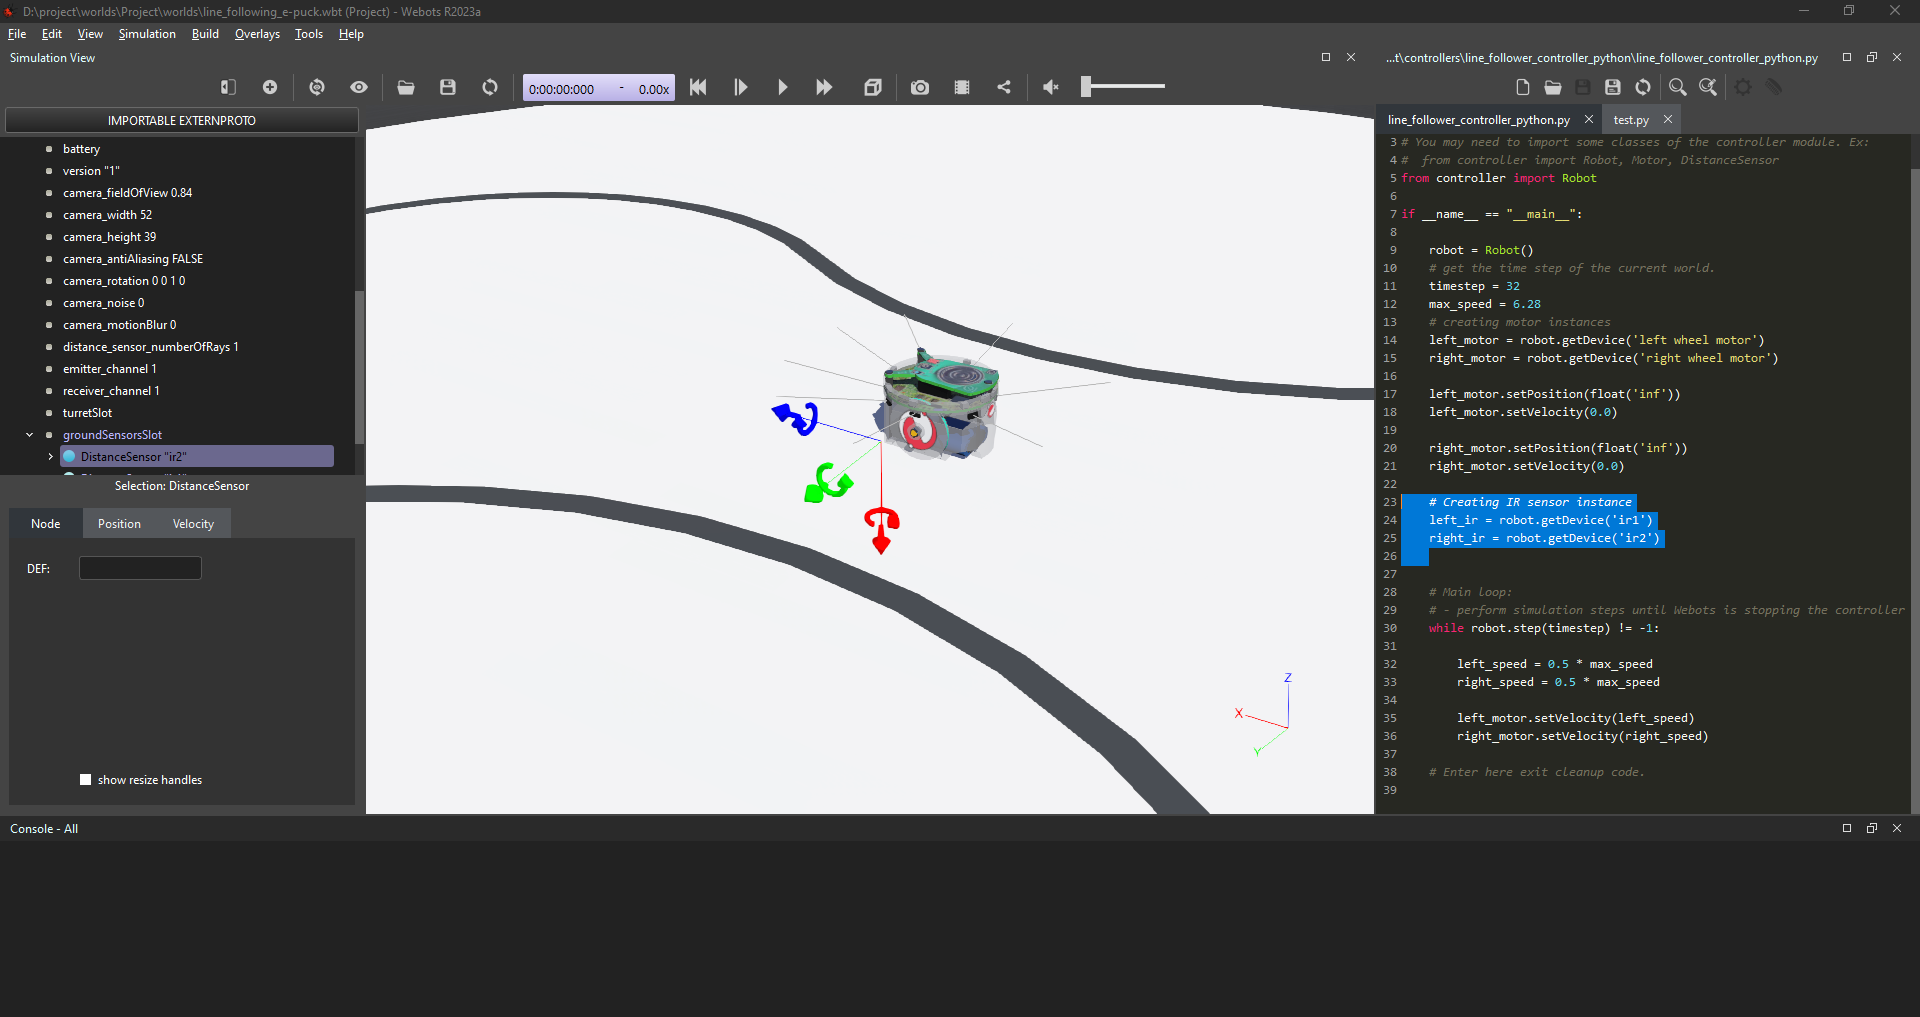 D:\project\worlds\Project\worlds\line_following_e-puck.wbt (Project) - Webots R2023a
File Edit View Simulation Build Overlays Tools Help
Simulation View
...t\controllers\line_follower_controller_python\line_follower_controller_python.py
0:00:00:000 - 0.00x
IMPORTABLE EXTERNPROTO
battery
version "1"
camera_fieldOfView 0.84
camera_width 52
camera_height 39
camera_antiAliasing FALSE
camera_rotation 0 0 1 0
camera_noise 0
camera_motionBlur 0
distance_sensor_numberOfRays 1
emitter_channel 1
receiver_channel 1
turretSlot
groundSensorsSlot
DistanceSensor "ir2"
Selection: DistanceSensor
Node Position Velocity
DEF:
show resize handles
Z
X
Y
line_follower_controller_python.py test.py
3 # You may need to import some classes of the controller module. Ex:
4 #  from controller import Robot, Motor, DistanceSensor
5 from controller import Robot
6
7 if __name__ == "__main__":
8
9     robot = Robot()
10     # get the time step of the current world.
11     timestep = 32
12     max_speed = 6.28
13     # creating motor instances
14     left_motor = robot.getDevice('left wheel motor')
15     right_motor = robot.getDevice('right wheel motor')
16
17     left_motor.setPosition(float('inf'))
18     left_motor.setVelocity(0.0)
19
20     right_motor.setPosition(float('inf'))
21     right_motor.setVelocity(0.0)
22
23     # Creating IR sensor instance
24     left_ir = robot.getDevice('ir1')
25     right_ir = robot.getDevice('ir2')
26
27
28     # Main loop:
29     # - perform simulation steps until Webots is stopping the controller
30     while robot.step(timestep) != -1:
31
32         left_speed = 0.5 * max_speed
33         right_speed = 0.5 * max_speed
34
35         left_motor.setVelocity(left_speed)
36         right_motor.setVelocity(right_speed)
37
38     # Enter here exit cleanup code.
39
Console - All